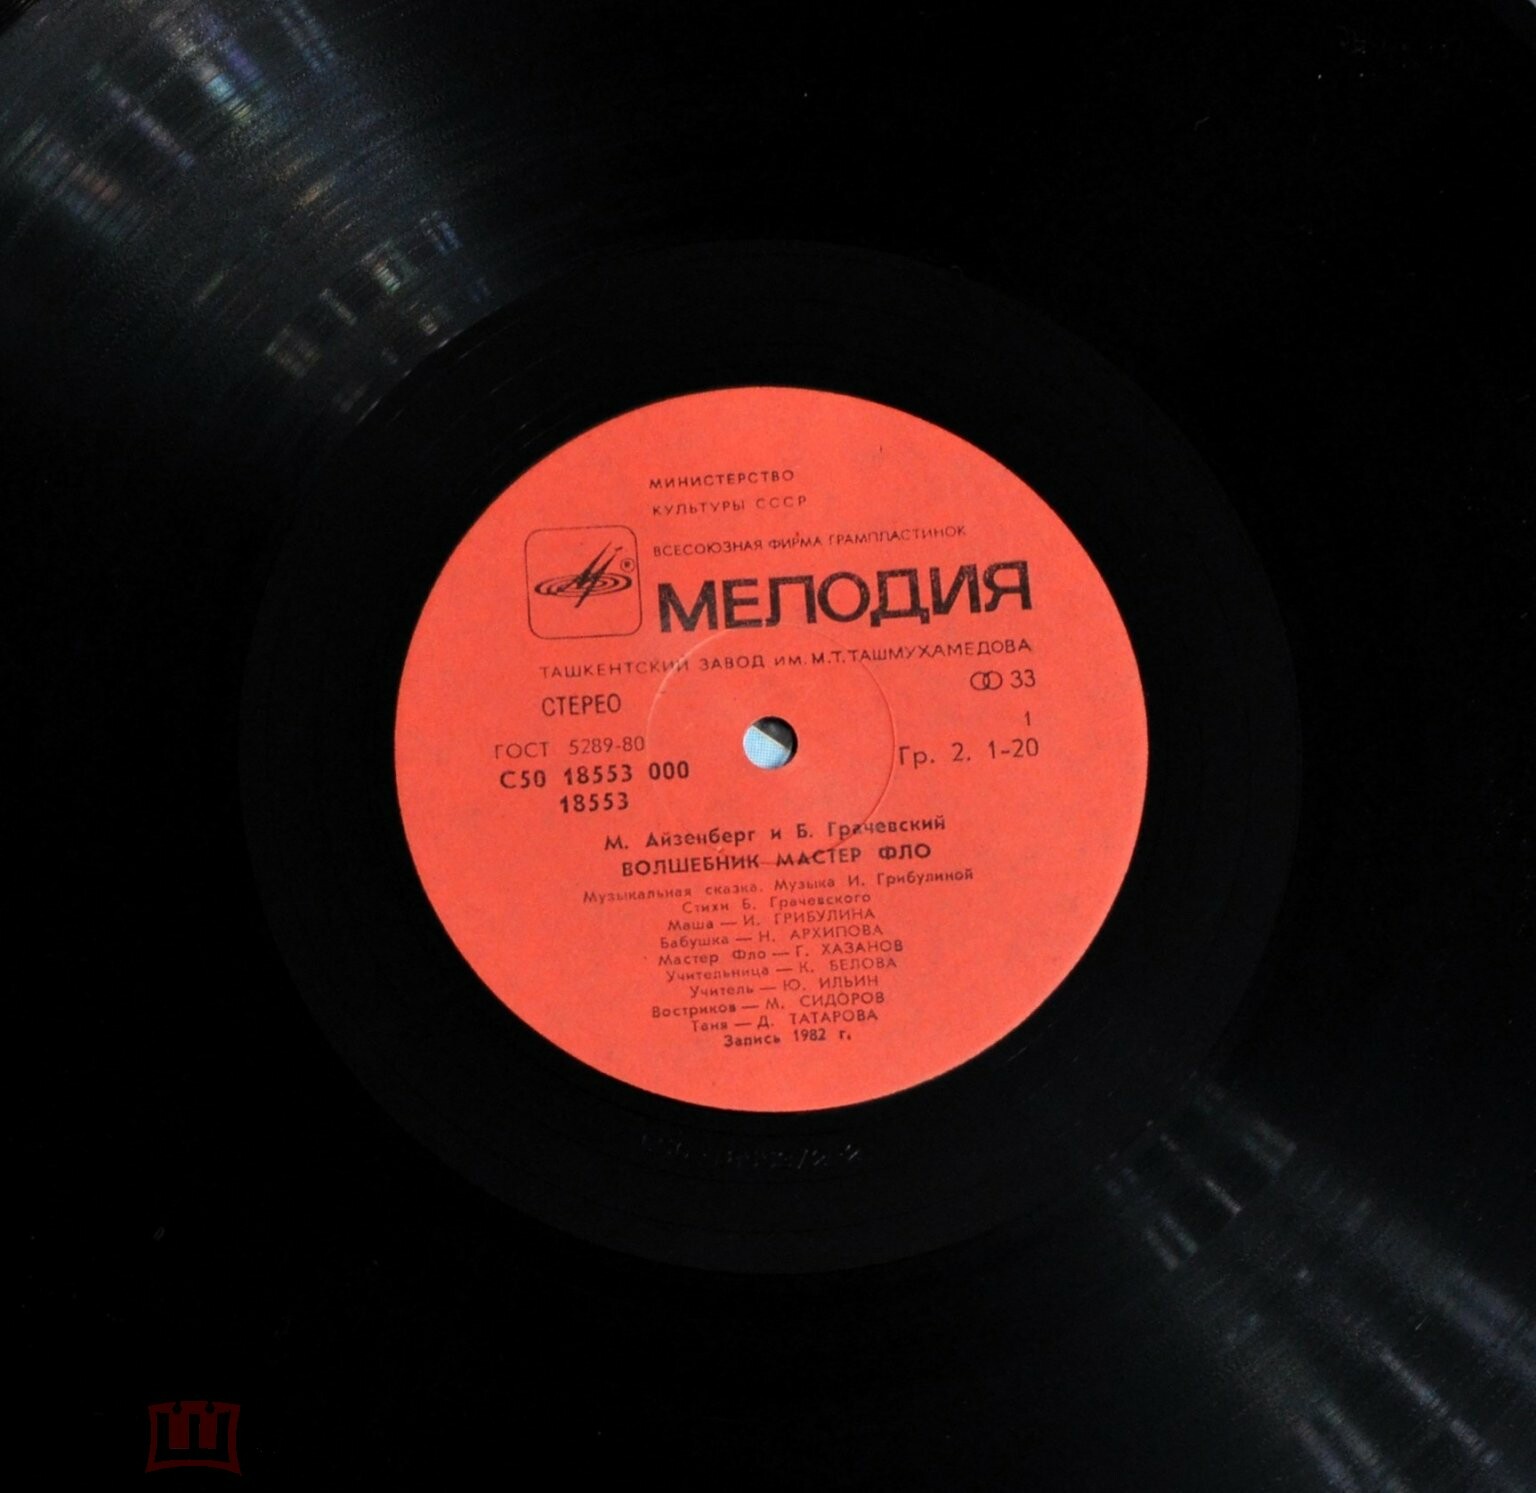 МИНИСТЕРСТВО
КУЛЬТУРЫ СССР
ВСЕСОЮЗНАЯ ФИРМА ГРАМПЛАСТИНОК
МЕЛОДИЯ
ТАШКЕНТСКИЙ ЗАВОД ИМ. М.Т.ТАШМУХАМЕДОВА
СТЕРЕО
33
ГОСТ 5289-80
1
С50 18553 000
Гр. 2. 1-20
18553
М. Айзенберг и Б. Грачевский
ВОЛШЕБНИК МАСТЕР ФЛО
Музыкальная сказка. Музыка И. Грибулиной
Стихи Б. Грачевского
Маша — И. ГРИБУЛИНА
Бабушка — Н. АРХИПОВА
Мастер Фло — Г. ХАЗАНОВ
Учительница — К. БЕЛОВА
Учитель — Ю. ИЛЬИН
Востриков — М. СИДОРОВ
Таня — Д. ТАТАРОВА
Запись 1982 г.